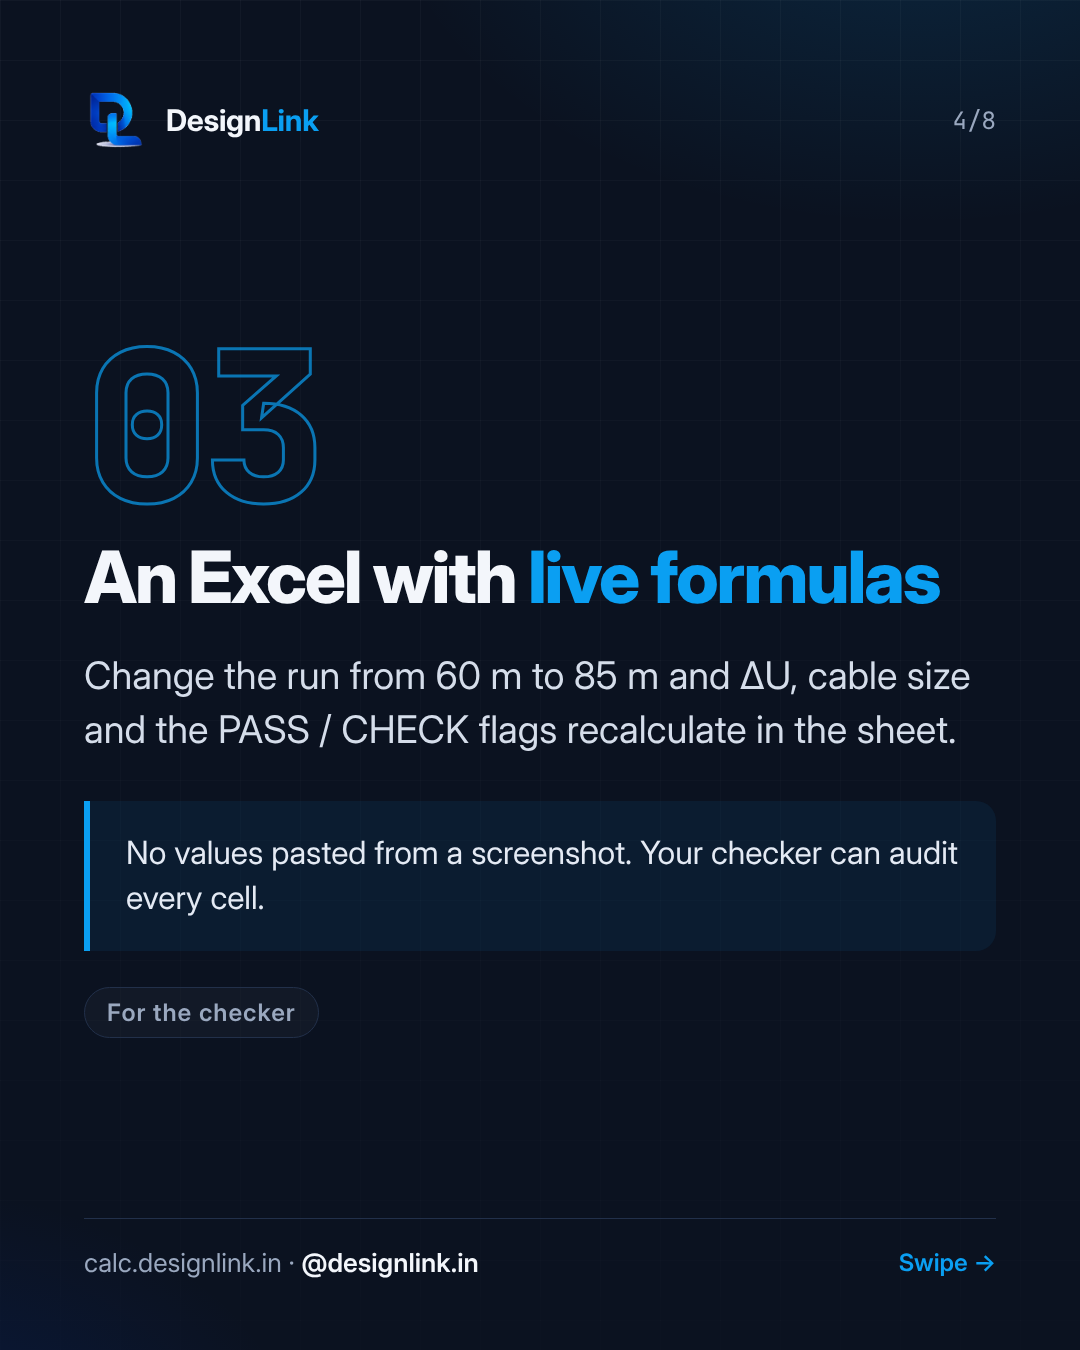 DesignLink
4/8
03
An Excel with live formulas
Change the run from 60 m to 85 m and ΔU, cable size
and the PASS / CHECK flags recalculate in the sheet.
No values pasted from a screenshot. Your checker can audit
every cell.
For the checker
calc.designlink.in · @designlink.in
Swipe →